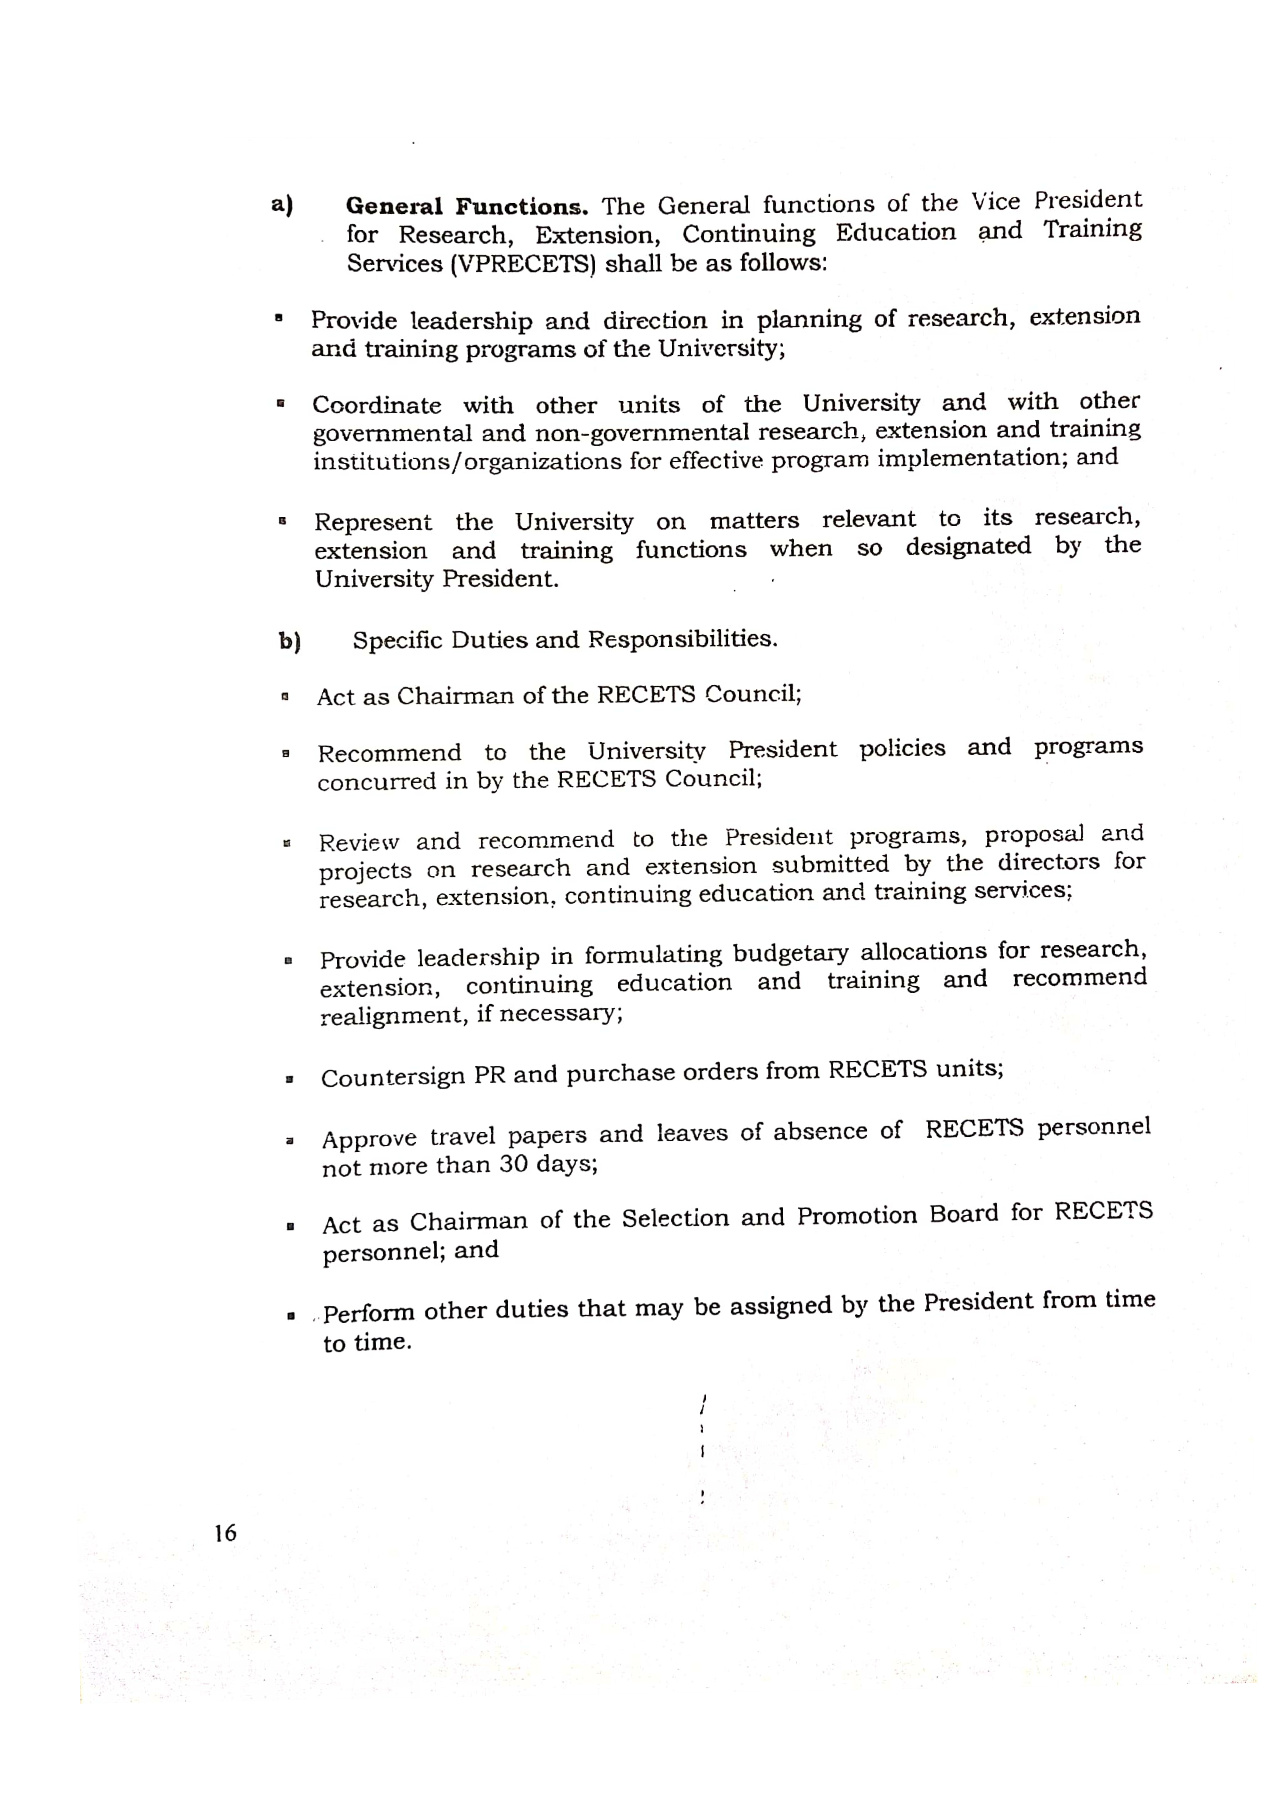 a) General Functions. The General functions of the Vice President
for Research, Extension, Continuing Education and Training
Services (VPRECETS) shall be as follows:
▪ Provide leadership and direction in planning of research, extension
and training programs of the University;
▪ Coordinate with other units of the University and with other
governmental and non-governmental research, extension and training
institutions/organizations for effective program implementation; and
▪ Represent the University on matters relevant to its research,
extension and training functions when so designated by the
University President.
b) Specific Duties and Responsibilities.
▪ Act as Chairman of the RECETS Council;
▪ Recommend to the University President policies and programs
concurred in by the RECETS Council;
▪ Review and recommend to the President programs, proposal and
projects on research and extension submitted by the directors for
research, extension, continuing education and training services;
▪ Provide leadership in formulating budgetary allocations for research,
extension, continuing education and training and recommend
realignment, if necessary;
▪ Countersign PR and purchase orders from RECETS units;
▪ Approve travel papers and leaves of absence of RECETS personnel
not more than 30 days;
▪ Act as Chairman of the Selection and Promotion Board for RECETS
personnel; and
▪ Perform other duties that may be assigned by the President from time
to time.
16